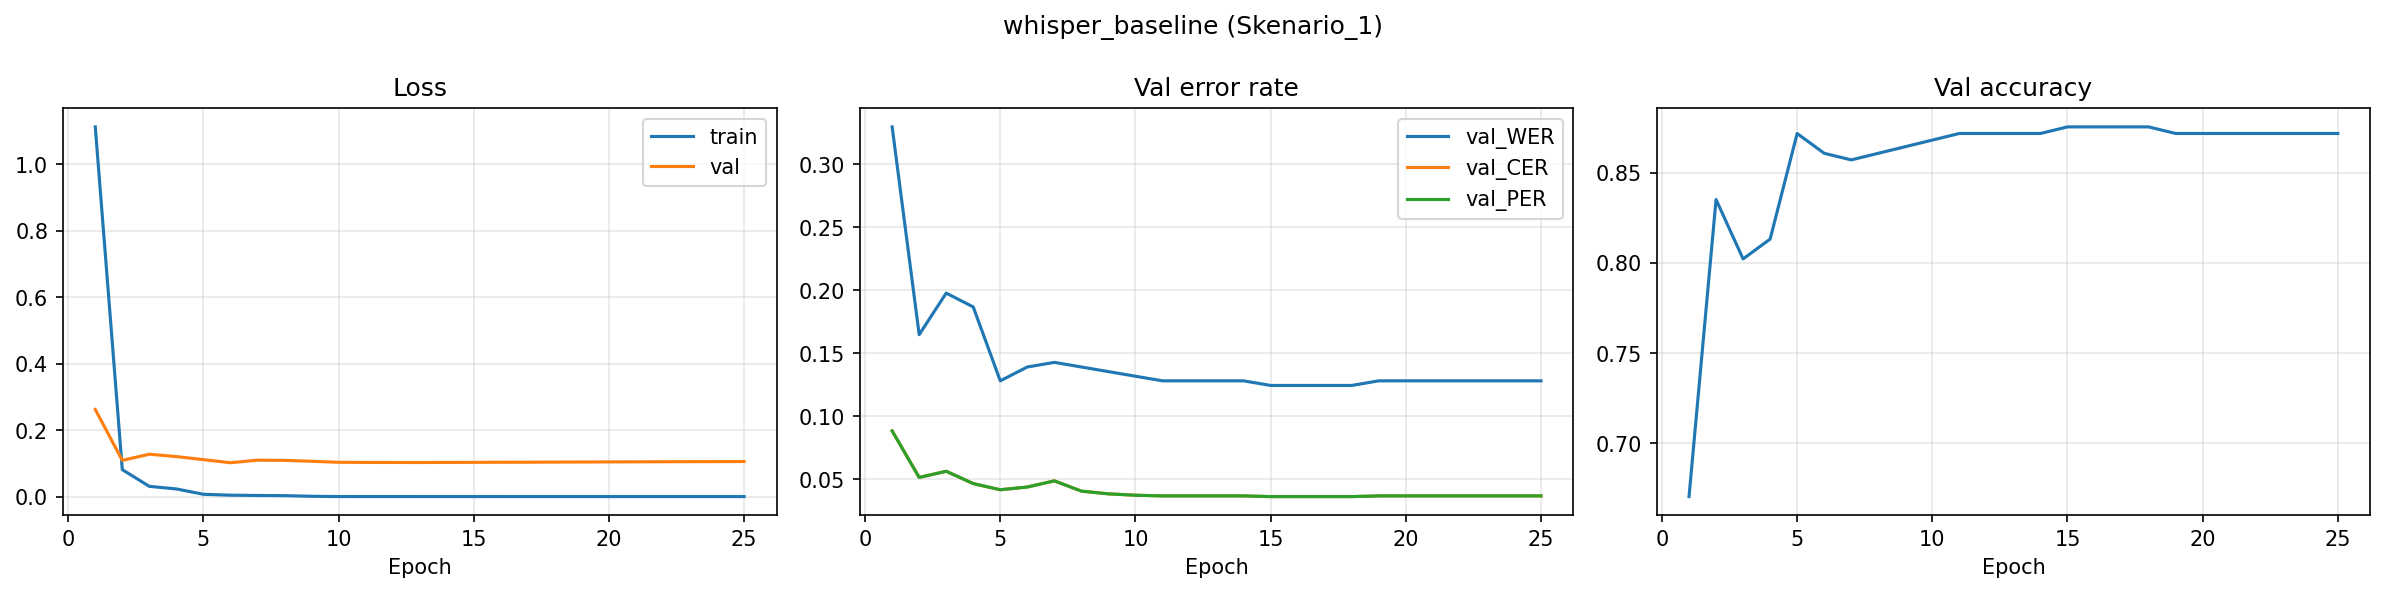 whisper_baseline (Skenario_1)
Loss
train
val
1.0
0.8
0.6
0.4
0.2
0.0
0 5 10 15 20 25
Epoch
Val error rate
val_WER
val_CER
val_PER
0.30
0.25
0.20
0.15
0.10
0.05
0 5 10 15 20 25
Epoch
Val accuracy
0.85
0.80
0.75
0.70
0 5 10 15 20 25
Epoch